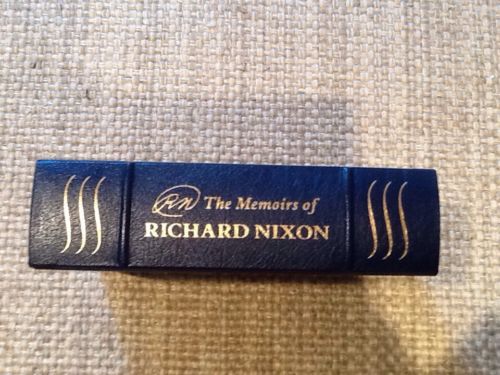 RN The Memoirs of
RICHARD NIXON